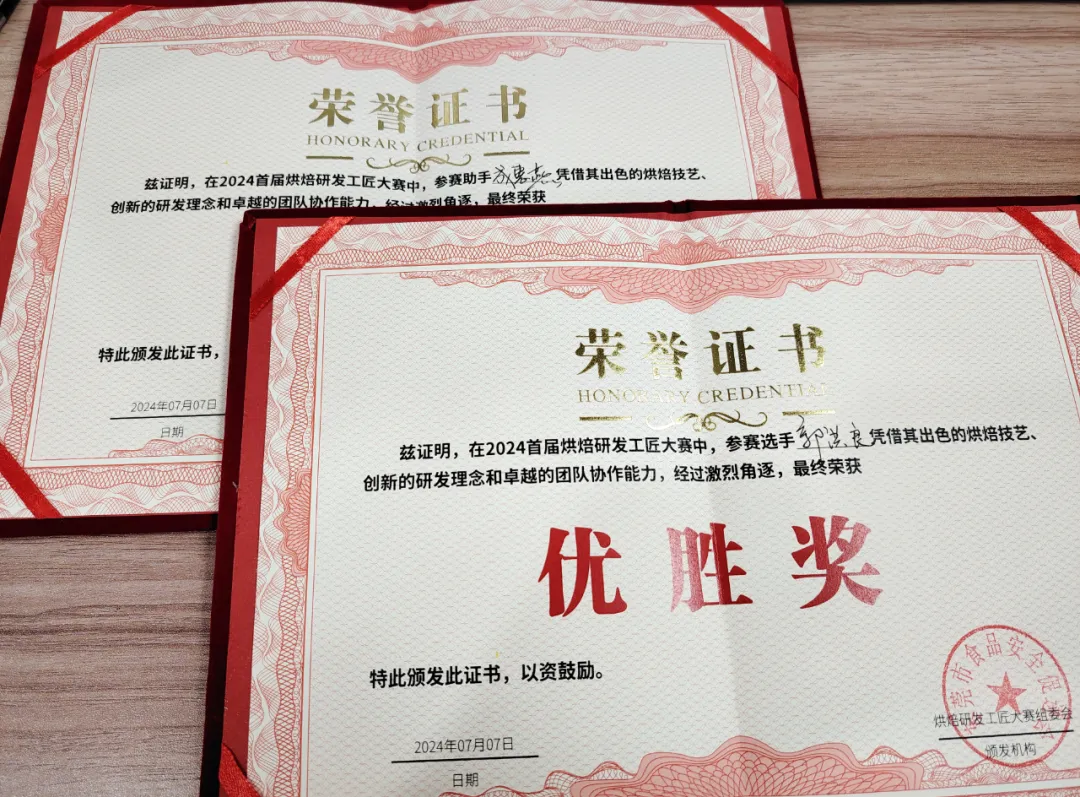 荣誉证书
HONORARY CREDENTIAL
兹证明，在2024首届烘焙研发工匠大赛中，参赛助手 凭借其出色的烘焙技艺、
创新的研发理念和卓越的团队协作能力，经过激烈角逐，最终荣获
特此颁发此证书，
2024年07月07日
日期
荣誉证书
HONORARY CREDENTIAL
兹证明，在2024首届烘焙研发工匠大赛中，参赛选手郭洪良凭借其出色的烘焙技艺、
创新的研发理念和卓越的团队协作能力，经过激烈角逐，最终荣获
优胜奖
特此颁发此证书，以资鼓励。
莞市食品安全促
烘焙研发工匠大赛组委会
颁发机构
2024年07月07日
日期